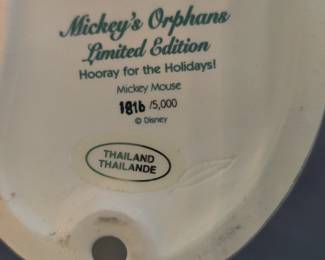 Mickey's Orphans
Limited Edition
Hooray for the Holidays!
Mickey Mouse
1816 /5,000
© Disney
THAILAND
THAILANDE